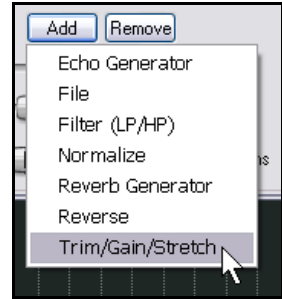 Add Remove
Echo Generator
File
Filter (LP/HP)
Normalize
Reverb Generator
Reverse
Trim/Gain/Stretch